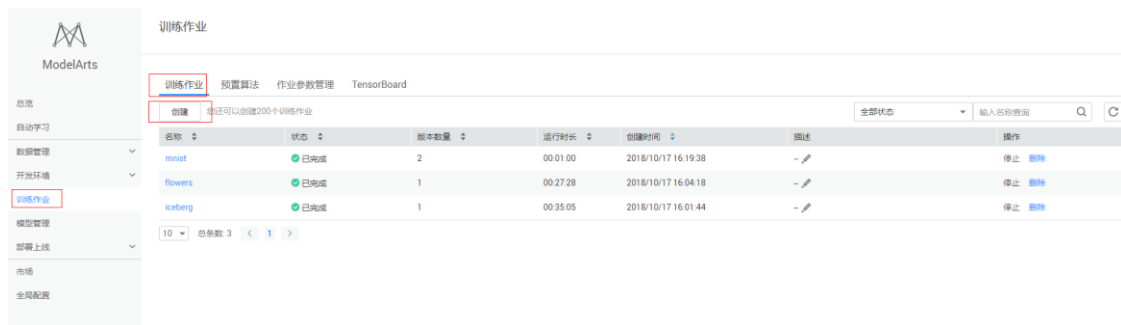 训练作业
ModelArts
训练作业 预置算法 作业参数管理 TensorBoard
总览
创建 您还可以创建200个训练作业 全部状态 输入名称查询
自动学习
名称 状态 版本数量 运行时长 创建时间 描述 操作
数据管理
mnist 已完成 2 00:01:00 2018/10/17 16:19:38 -- 停止 删除
开发环境
flowers 已完成 1 00:27:28 2018/10/17 16:04:18 -- 停止 删除
训练作业
iceberg 已完成 1 00:35:05 2018/10/17 16:01:44 -- 停止 删除
模型管理
10 总条数: 3 < 1 >
部署上线
市场
全局配置